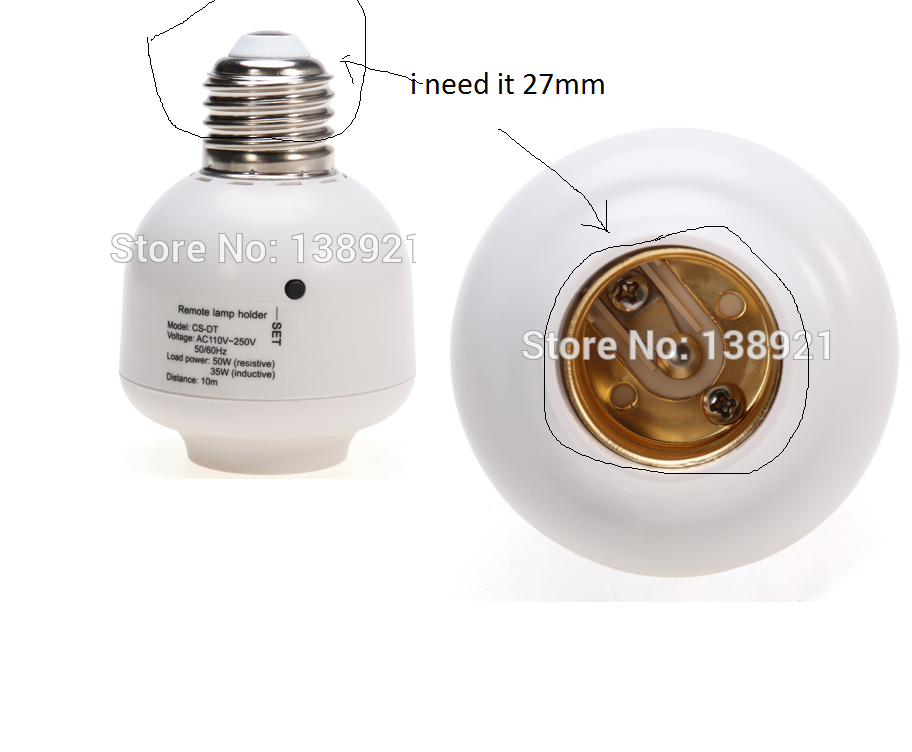 i need it 27mm
Store No: 138921
Remote lamp holder
SET
Model: CS-DT
Voltage: AC110V~250V
50/60Hz
Load power: 50W (resistive)
35W (inductive)
Distance: 10m
Store No: 138921